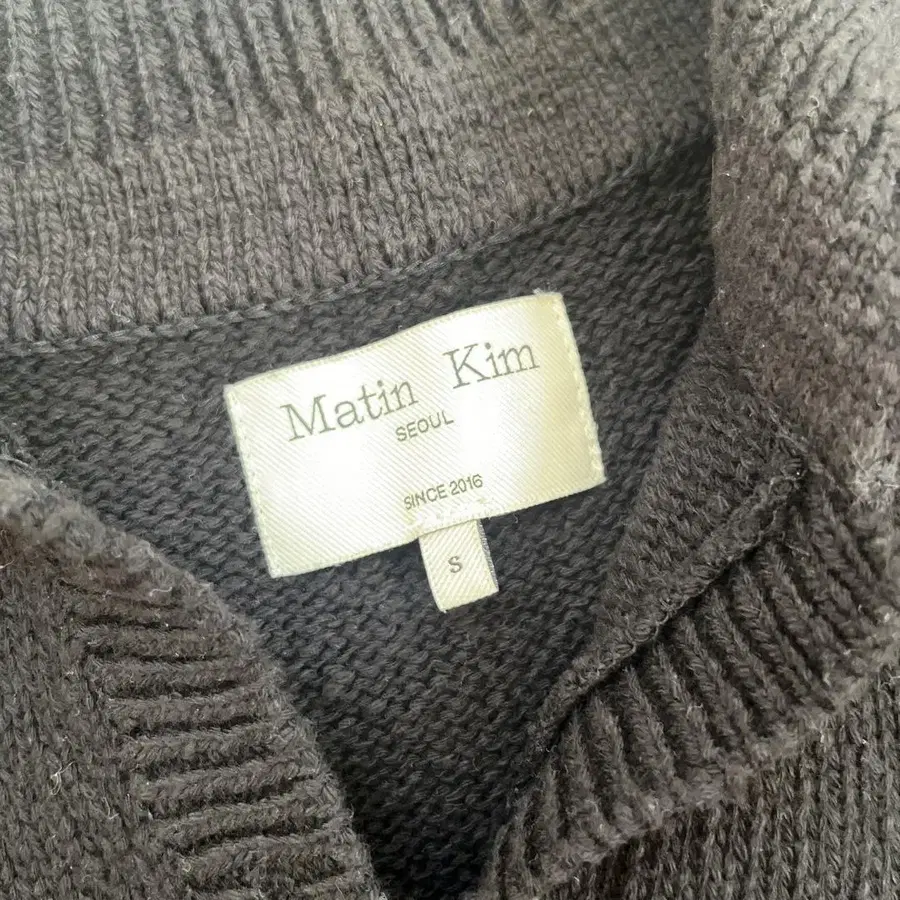 Matin Kim
SEOUL
SINCE 2016
S